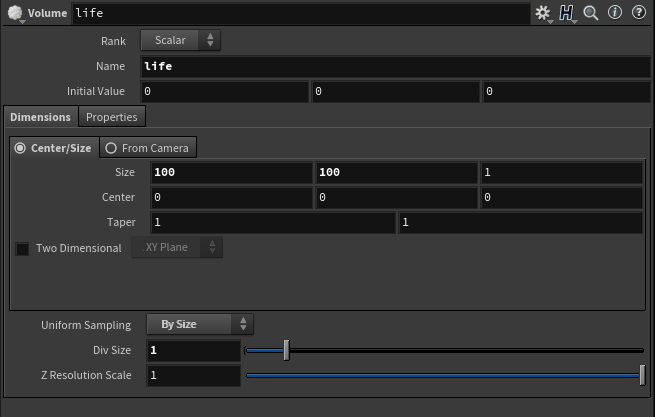 Volume life
Rank Scalar
Name life
Initial Value 0 0 0
Dimensions Properties
Center/Size From Camera
Size 100 100 1
Center 0 0 0
Taper 1 1
Two Dimensional XY Plane
Uniform Sampling By Size
Div Size 1
Z Resolution Scale 1